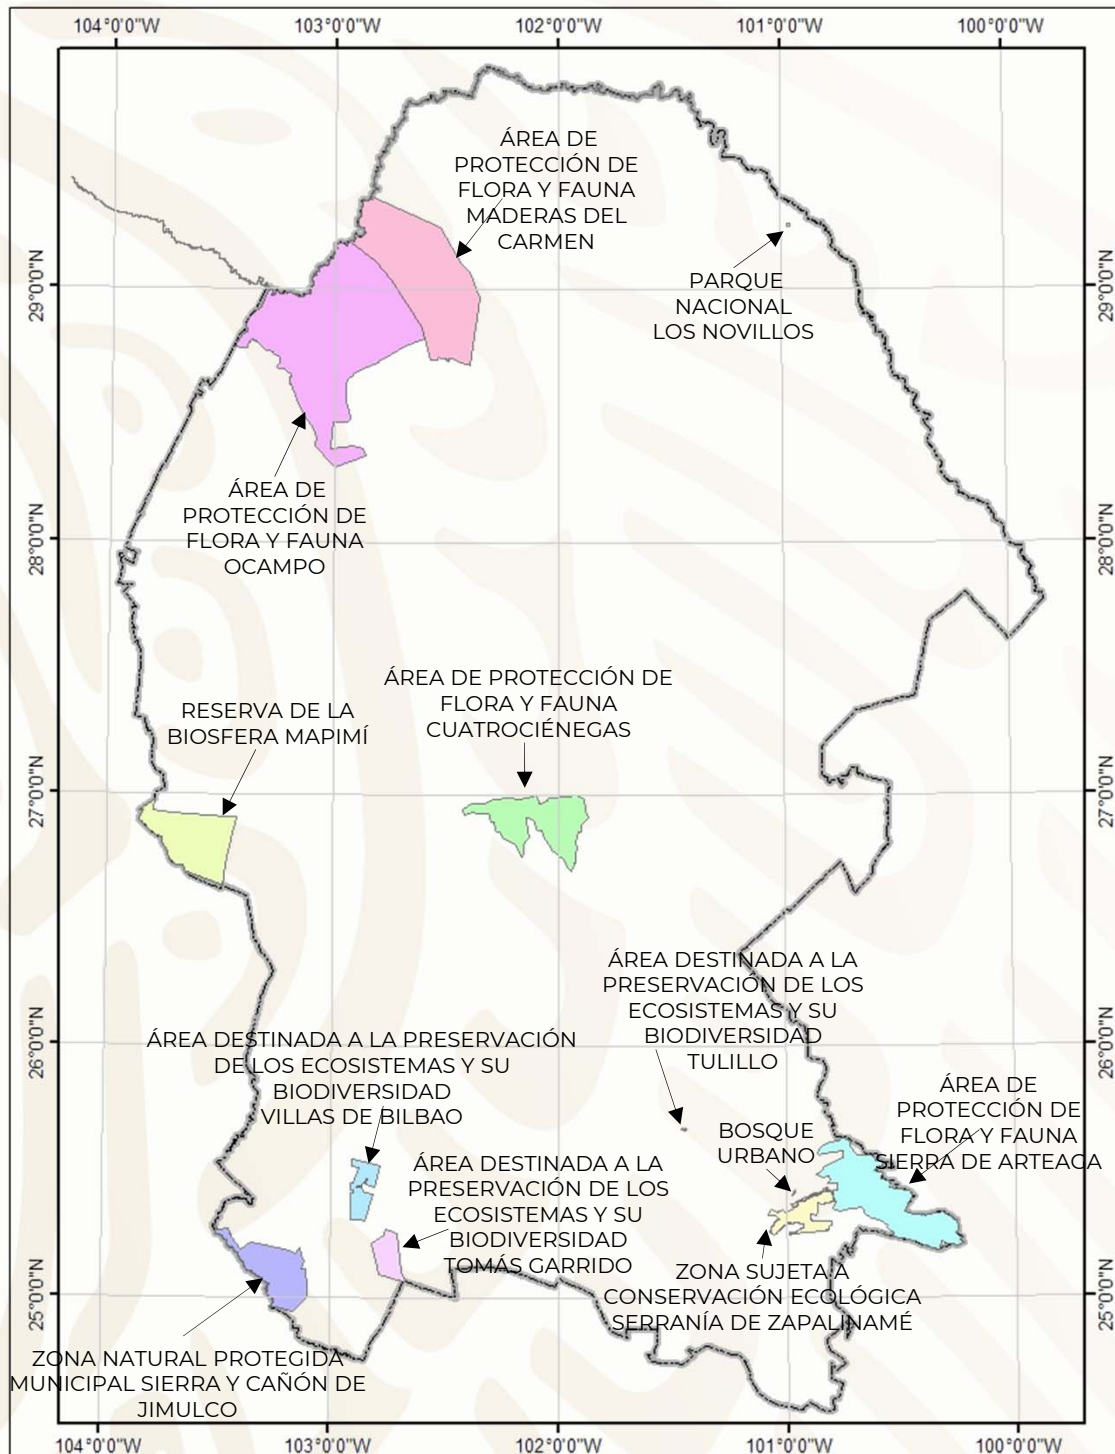 104°0'0"W
103°0'0"W
102°0'0"W
101°0'0"W
100°0'0"W
ÁREA DE
PROTECCIÓN DE
FLORA Y FAUNA
MADERAS DEL
CARMEN
PARQUE
NACIONAL
LOS NOVILLOS
29°0'0"N
29°0'0"N
ÁREA DE
PROTECCIÓN DE
FLORA Y FAUNA
OCAMPO
28°0'0"N
28°0'0"N
ÁREA DE PROTECCIÓN DE
FLORA Y FAUNA
CUATROCIÉNEGAS
RESERVA DE LA
BIOSFERA MAPIMÍ
27°0'0"N
27°0'0"N
ÁREA DESTINADA A LA
PRESERVACIÓN DE LOS
ECOSISTEMAS Y SU
BIODIVERSIDAD
TULILLO
26°0'0"N
26°0'0"N
ÁREA DESTINADA A LA PRESERVACIÓN
DE LOS ECOSISTEMAS Y SU
BIODIVERSIDAD
VILLAS DE BILBAO
ÁREA DE
PROTECCIÓN DE
FLORA Y FAUNA
SIERRA DE ARTEAGA
BOSQUE
URBANO
ÁREA DESTINADA A LA
PRESERVACIÓN DE LOS
ECOSISTEMAS Y SU
BIODIVERSIDAD
TOMÁS GARRIDO
ZONA SUJETA A
CONSERVACIÓN ECOLÓGICA
SERRANÍA DE ZAPALINAMÉ
25°0'0"N
25°0'0"N
ZONA NATURAL PROTEGIDA
MUNICIPAL SIERRA Y CAÑÓN DE
JIMULCO
104°0'0"W
103°0'0"W
102°0'0"W
101°0'0"W
100°0'0"W